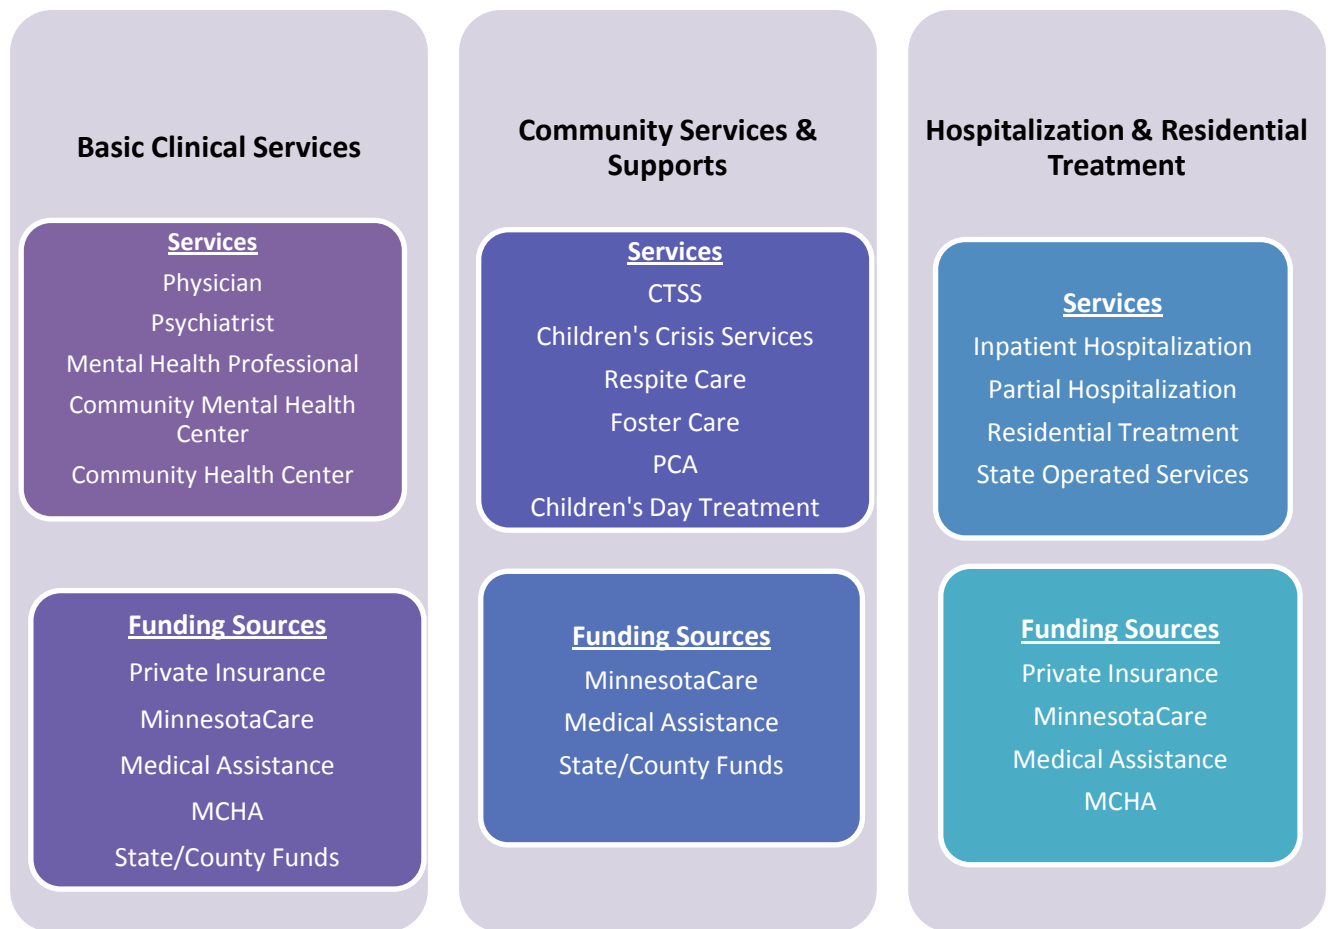 Basic Clinical Services
Services
Physician
Psychiatrist
Mental Health Professional
Community Mental Health
Center
Community Health Center
Funding Sources
Private Insurance
MinnesotaCare
Medical Assistance
MCHA
State/County Funds
Community Services &
Supports
Services
CTSS
Children's Crisis Services
Respite Care
Foster Care
PCA
Children's Day Treatment
Funding Sources
MinnesotaCare
Medical Assistance
State/County Funds
Hospitalization & Residential
Treatment
Services
Inpatient Hospitalization
Partial Hospitalization
Residential Treatment
State Operated Services
Funding Sources
Private Insurance
MinnesotaCare
Medical Assistance
MCHA